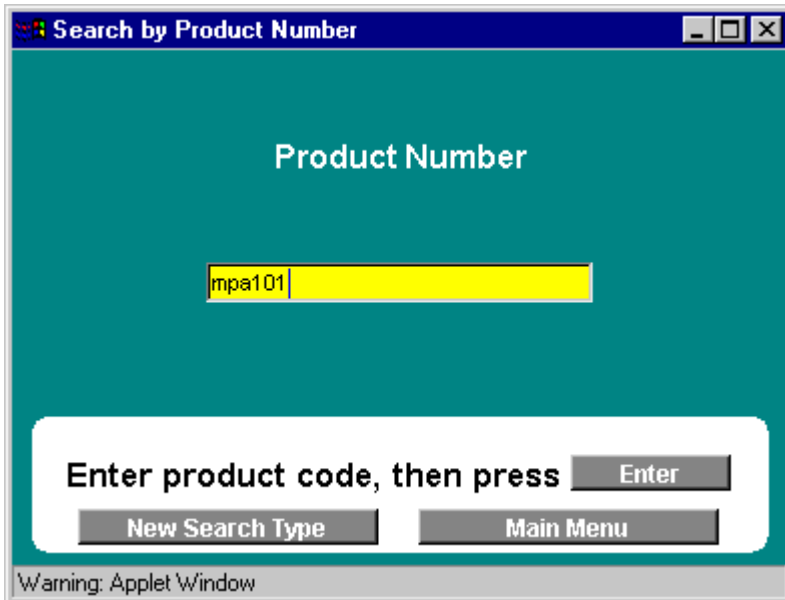 Search by Product Number
Product Number
mpa101
Enter product code, then press Enter
New Search Type Main Menu
Warning: Applet Window